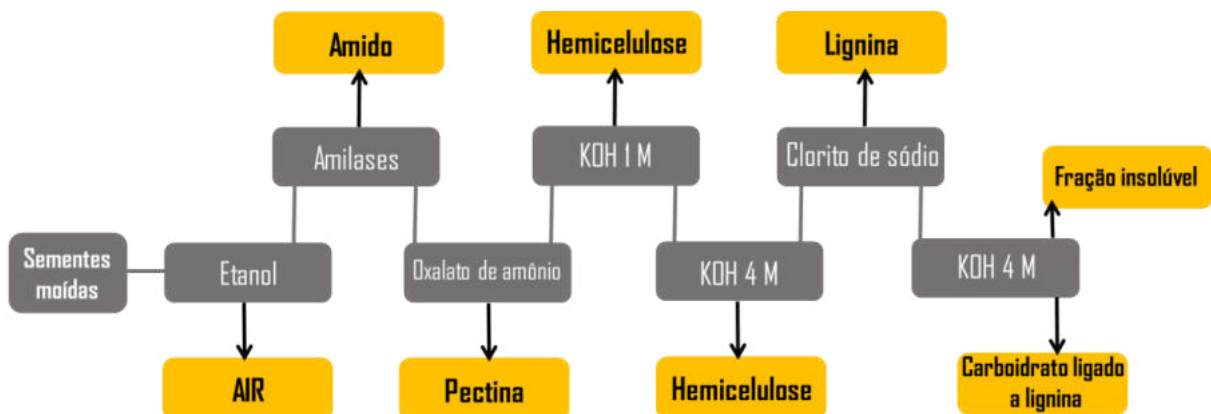 Amido
Hemicelulose
Lignina
Amilases
KOH 1 M
Clorito de sódio
Fração insolúvel
Sementes
moídas
Etanol
Oxalato de amônio
KOH 4 M
KOH 4 M
AIR
Pectina
Hemicelulose
Carboidrato ligado
a lignina